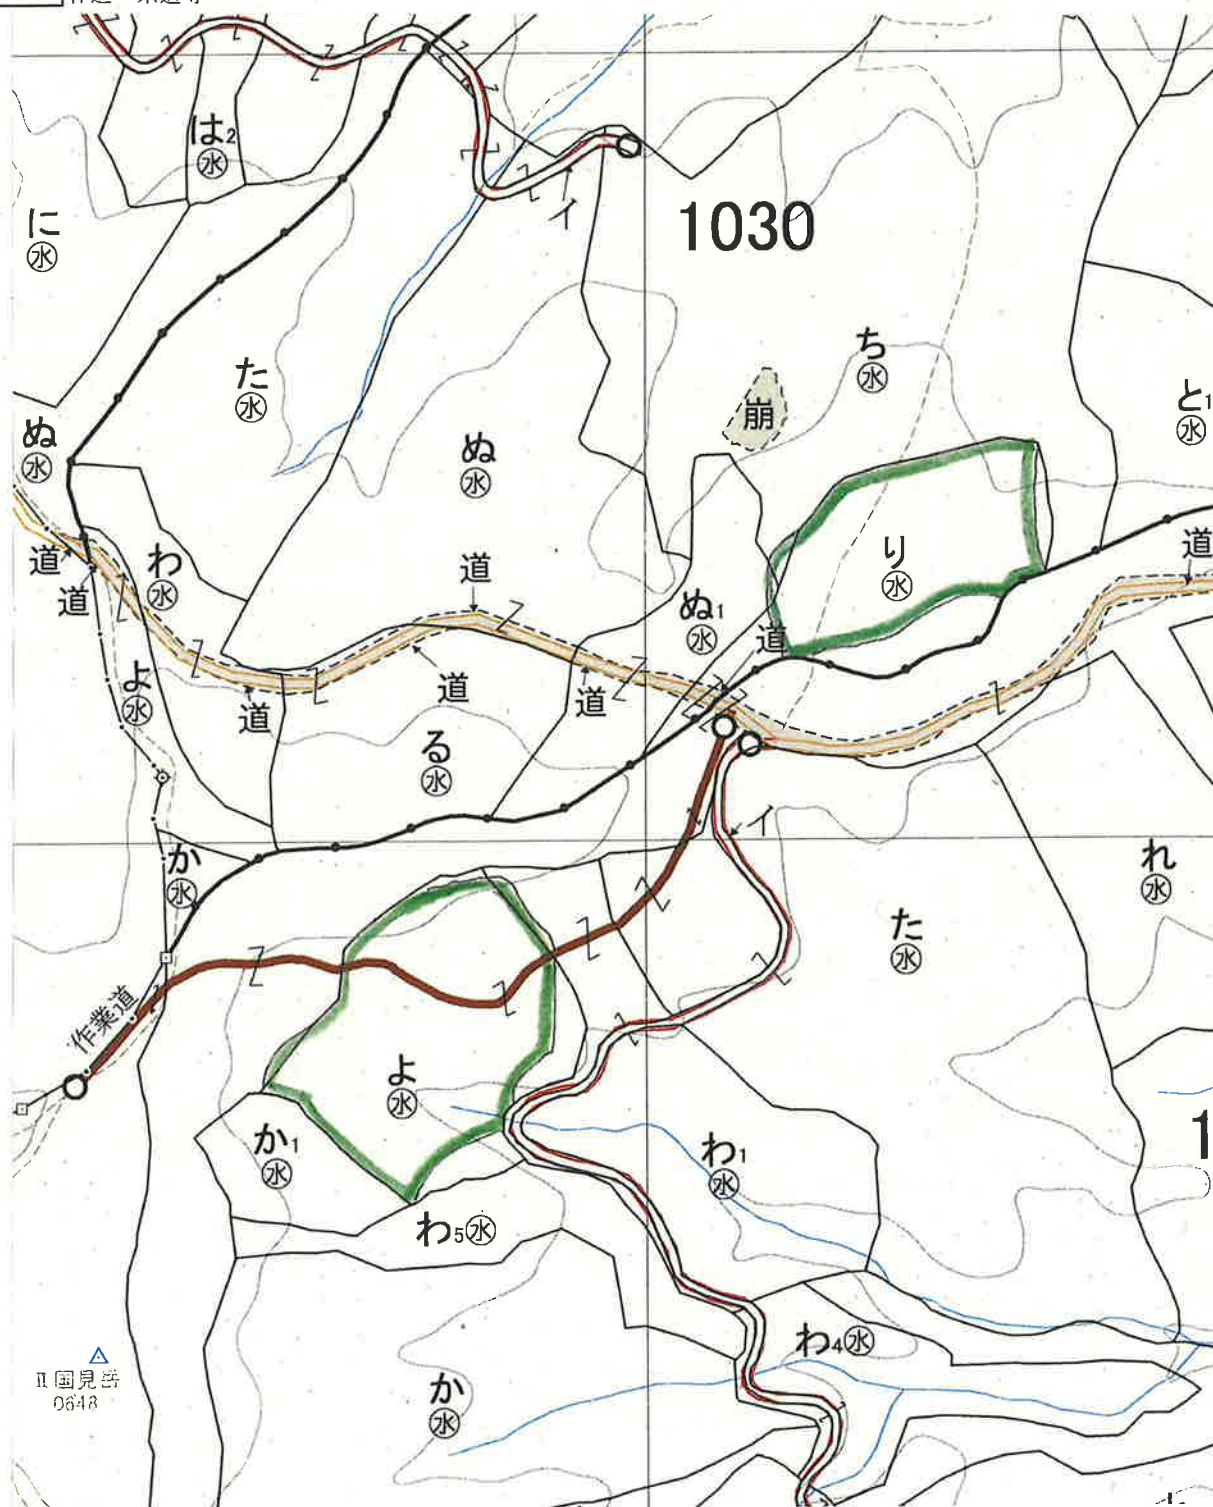 は2
水
に
水
イ
1030
た
水
ち
水
と1
水
ぬ
水
ぬ
水
崩
り
水
道
道
わ
水
道
ぬ1
水
道
道
よ
水
道
道
道
る
水
イ
か
水
れ
水
た
水
作業道
よ
水
か1
水
わ1
水
1
わ5水
わ4水
Ⅱ国見岳
0648
か
水